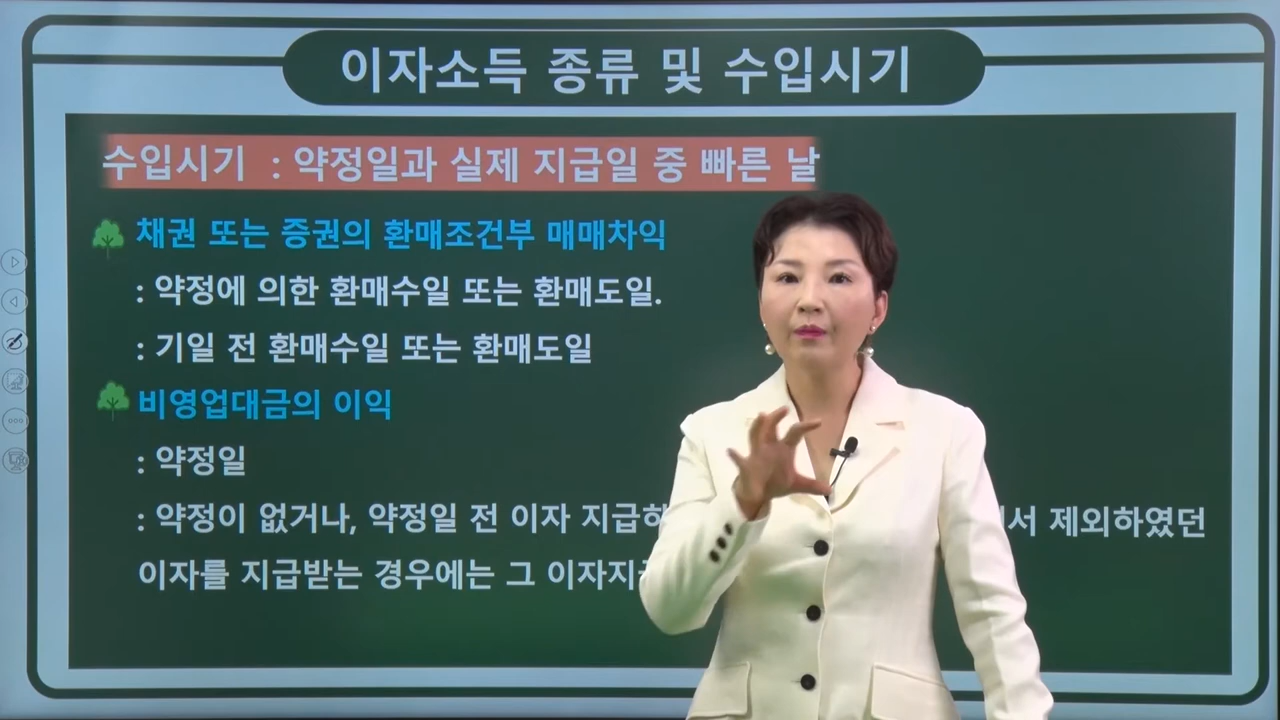 이자소득 종류 및 수입시기
수입시기 : 약정일과 실제 지급일 중 빠른 날
채권 또는 증권의 환매조건부 매매차익
: 약정에 의한 환매수일 또는 환매도일.
: 기일 전 환매수일 또는 환매도일
비영업대금의 이익
: 약정일
: 약정이 없거나, 약정일 전 이자 지급 제외하였던
이자를 지급받는 경우에는 그